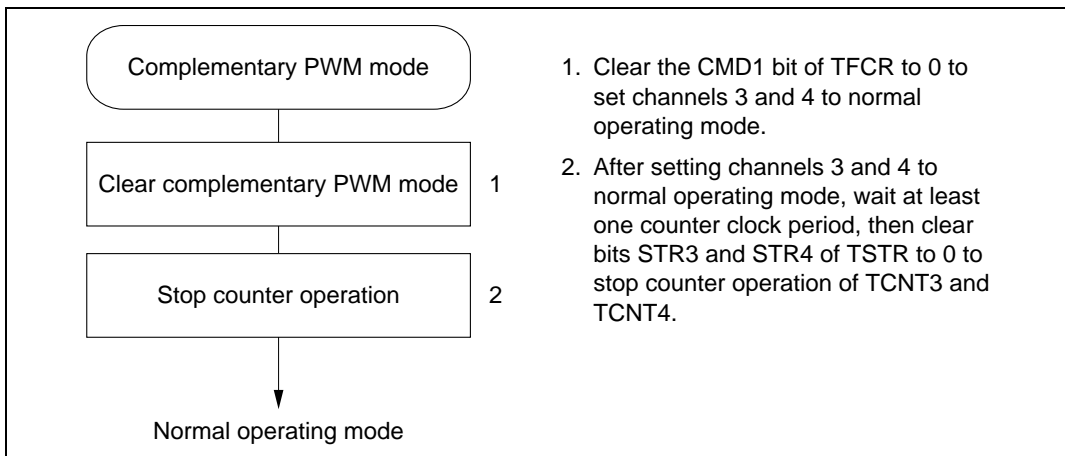 Complementary PWM mode
Clear complementary PWM mode 1
Stop counter operation 2
Normal operating mode
1. Clear the CMD1 bit of TFCR to 0 to
set channels 3 and 4 to normal
operating mode.
2. After setting channels 3 and 4 to
normal operating mode, wait at least
one counter clock period, then clear
bits STR3 and STR4 of TSTR to 0 to
stop counter operation of TCNT3 and
TCNT4.